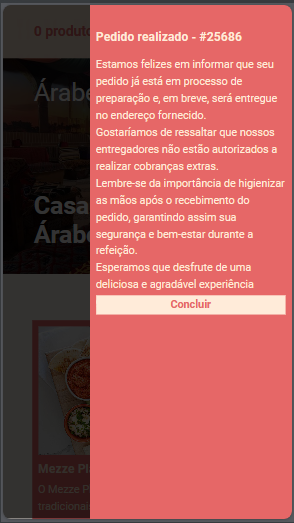 0 produto
Árabe
Casa
Árabe
Pedido realizado - #25686
Estamos felizes em informar que seu
pedido já está em processo de
preparação e, em breve, será entregue
no endereço fornecido.
Gostaríamos de ressaltar que nossos
entregadores não estão autorizados a
realizar cobranças extras.
Lembre-se da importância de higienizar
as mãos após o recebimento do
pedido, garantindo assim sua
segurança e bem-estar durante a
refeição.
Esperamos que desfrute de uma
deliciosa e agradável experiência
Concluir
Mezze Pl
O Mezze P
tradicional